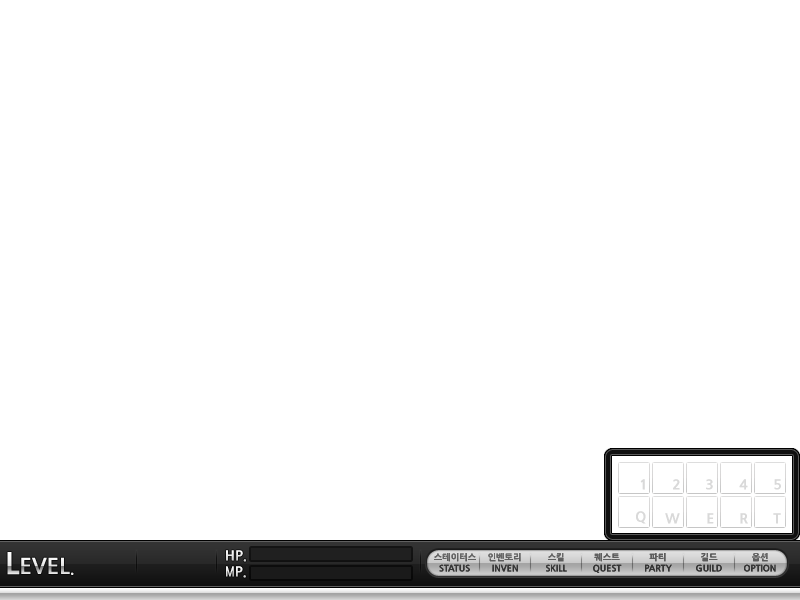 1 2 3 4 5
Q W E R T
LEVEL.
HP.
MP.
스테이터스 인벤토리 스킬 퀘스트 파티 길드 옵션
STATUS INVEN SKILL QUEST PARTY GUILD OPTION